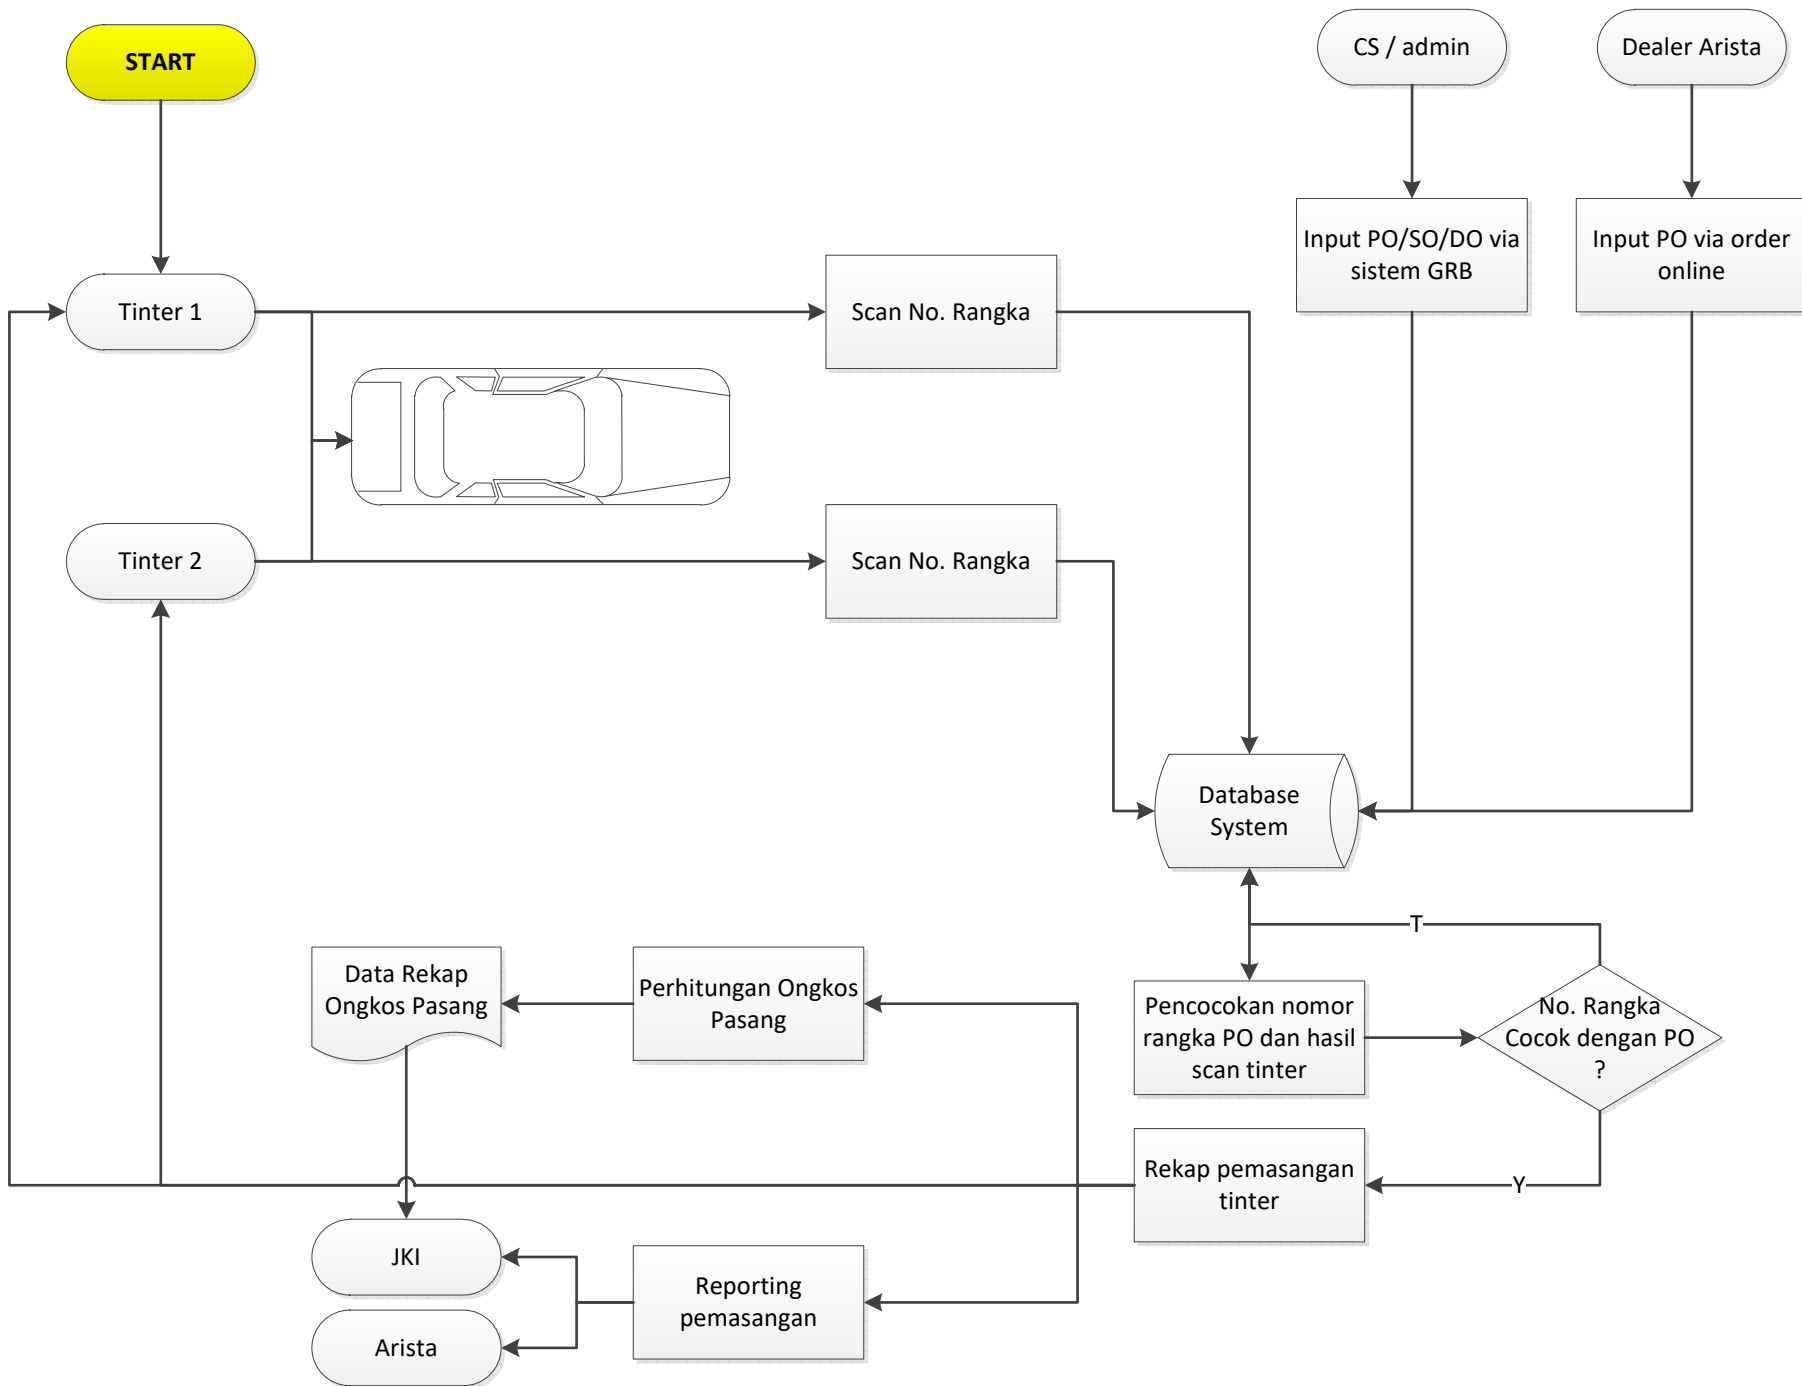 START
CS / admin
Dealer Arista
Input PO/SO/DO via
sistem GRB
Input PO via order
online
Tinter 1
Scan No. Rangka
Tinter 2
Scan No. Rangka
Database
System
T
Data Rekap
Ongkos Pasang
Perhitungan Ongkos
Pasang
Pencocokan nomor
rangka PO dan hasil
scan tinter
No. Rangka
Cocok dengan PO
?
Rekap pemasangan
tinter
Y
JKI
Reporting
pemasangan
Arista